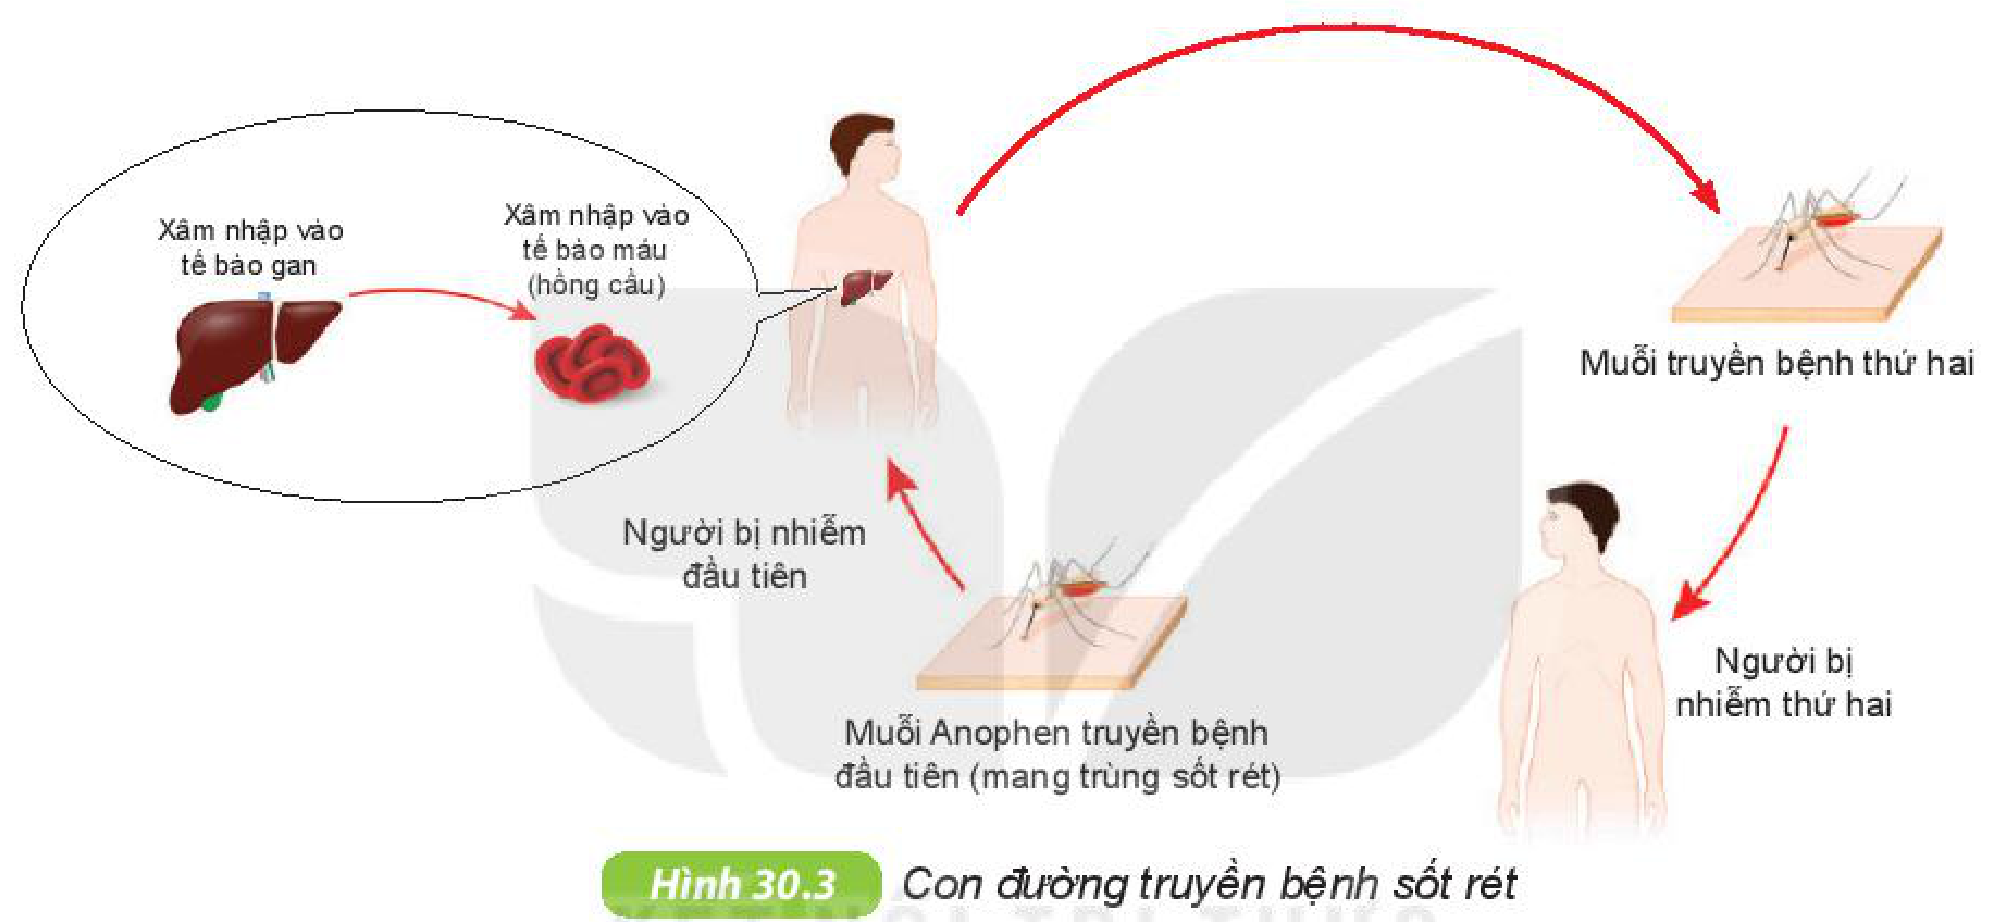 Xâm nhập vào
tế bào gan
Xâm nhập vào
tế bào máu
(hồng cầu)
Muỗi truyền bệnh thứ hai
Người bị nhiễm
đầu tiên
Người bị
nhiễm thứ hai
Muỗi Anophen truyền bệnh
đầu tiên (mang trùng sốt rét)
Hình 30.3 Con đường truyền bệnh sốt rét